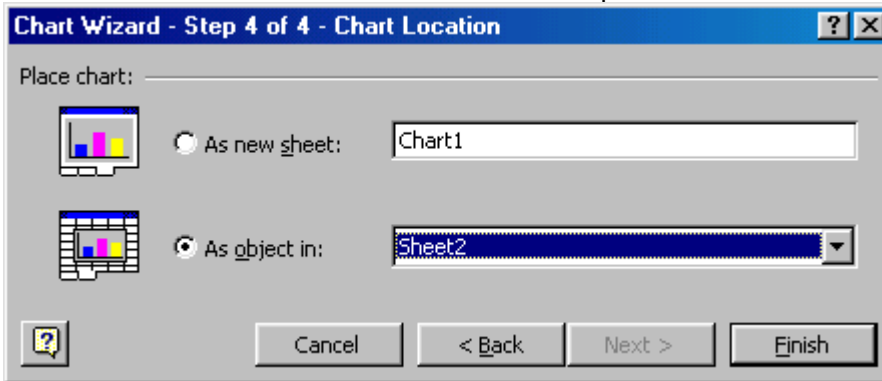 Chart Wizard - Step 4 of 4 - Chart Location
Place chart:
As new sheet: Chart1
As object in: Sheet2
Cancel < Back Next > Finish